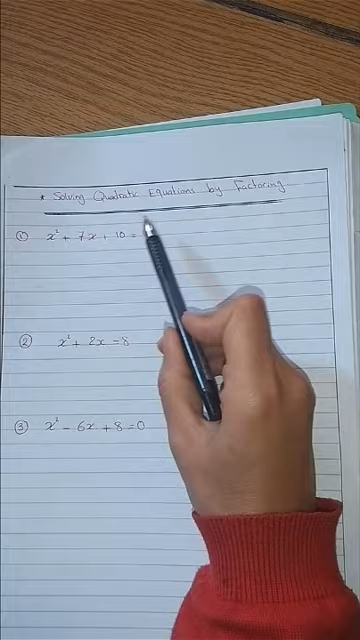 * Solving Quadratic Equations by Factoring
① x² + 7x + 10 =
② x² + 2x = 8
③ x² - 6x + 8 = 0